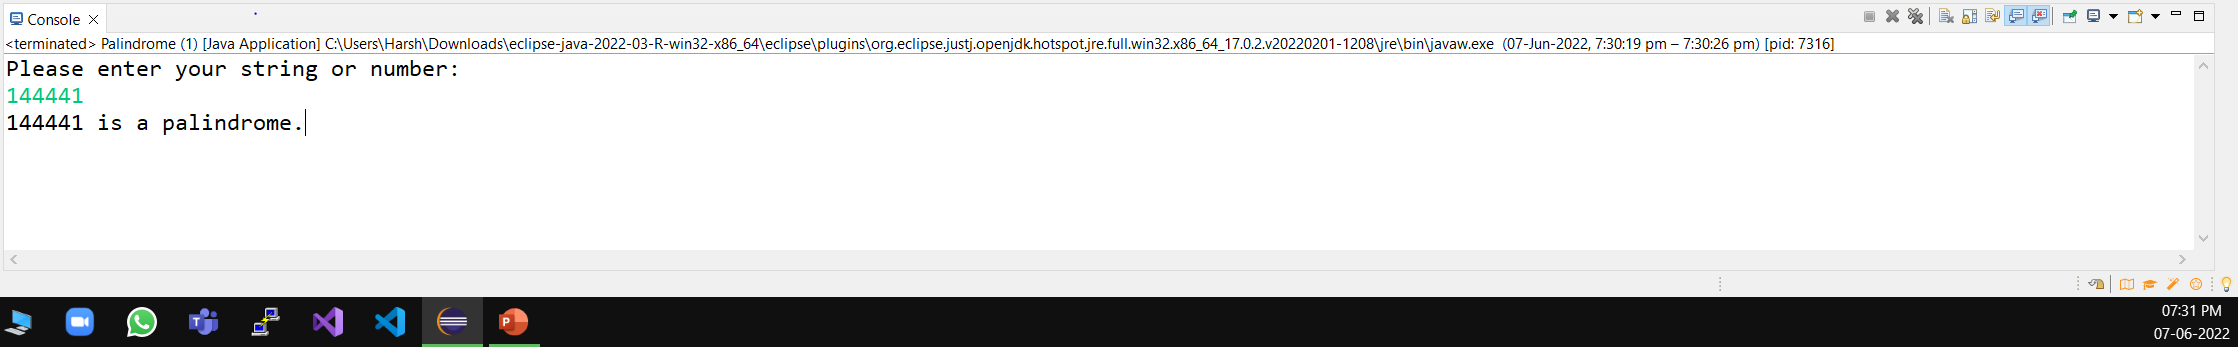 Console
<terminated> Palindrome (1) [Java Application] C:\Users\Harsh\Downloads\eclipse-java-2022-03-R-win32-x86_64\eclipse\plugins\org.eclipse.justj.openjdk.hotspot.jre.full.win32.x86_64_17.0.2.v20220201-1208\jre\bin\javaw.exe (07-Jun-2022, 7:30:19 pm – 7:30:26 pm) [pid: 7316]
Please enter your string or number:
144441
144441 is a palindrome.
07:31 PM
07-06-2022